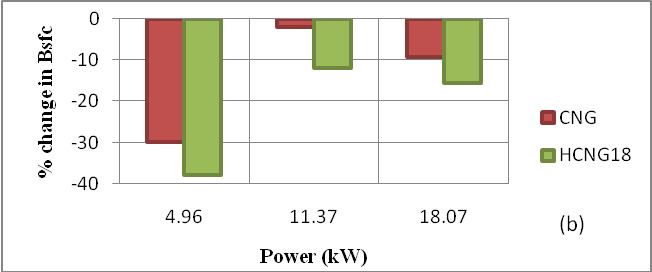 0
-10
-20
-30
-40
% change in Bsfc
4.96 11.37 18.07
Power (kW)
CNG
HCNG18
(b)